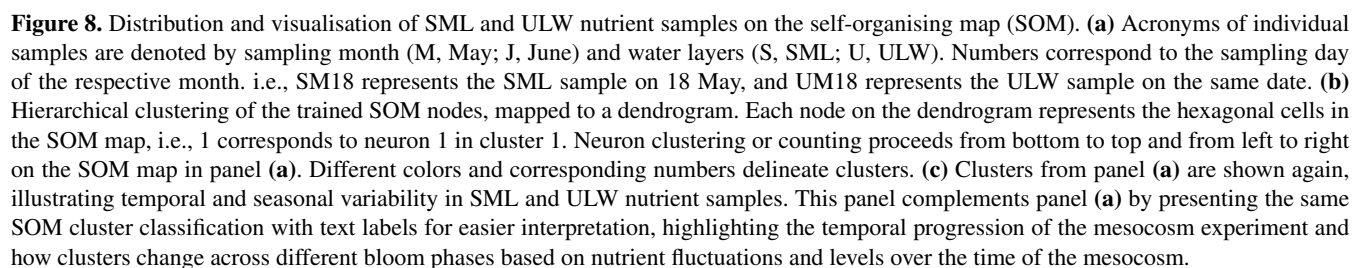 Figure 8. Distribution and visualisation of SML and ULW nutrient samples on the self-organising map (SOM). (a) Acronyms of individual
samples are denoted by sampling month (M, May; J, June) and water layers (S, SML; U, ULW). Numbers correspond to the sampling day
of the respective month. i.e., SM18 represents the SML sample on 18 May, and UM18 represents the ULW sample on the same date. (b)
Hierarchical clustering of the trained SOM nodes, mapped to a dendrogram. Each node on the dendrogram represents the hexagonal cells in
the SOM map, i.e., 1 corresponds to neuron 1 in cluster 1. Neuron clustering or counting proceeds from bottom to top and from left to right
on the SOM map in panel (a). Different colors and corresponding numbers delineate clusters. (c) Clusters from panel (a) are shown again,
illustrating temporal and seasonal variability in SML and ULW nutrient samples. This panel complements panel (a) by presenting the same
SOM cluster classification with text labels for easier interpretation, highlighting the temporal progression of the mesocosm experiment and
how clusters change across different bloom phases based on nutrient fluctuations and levels over the time of the mesocosm.